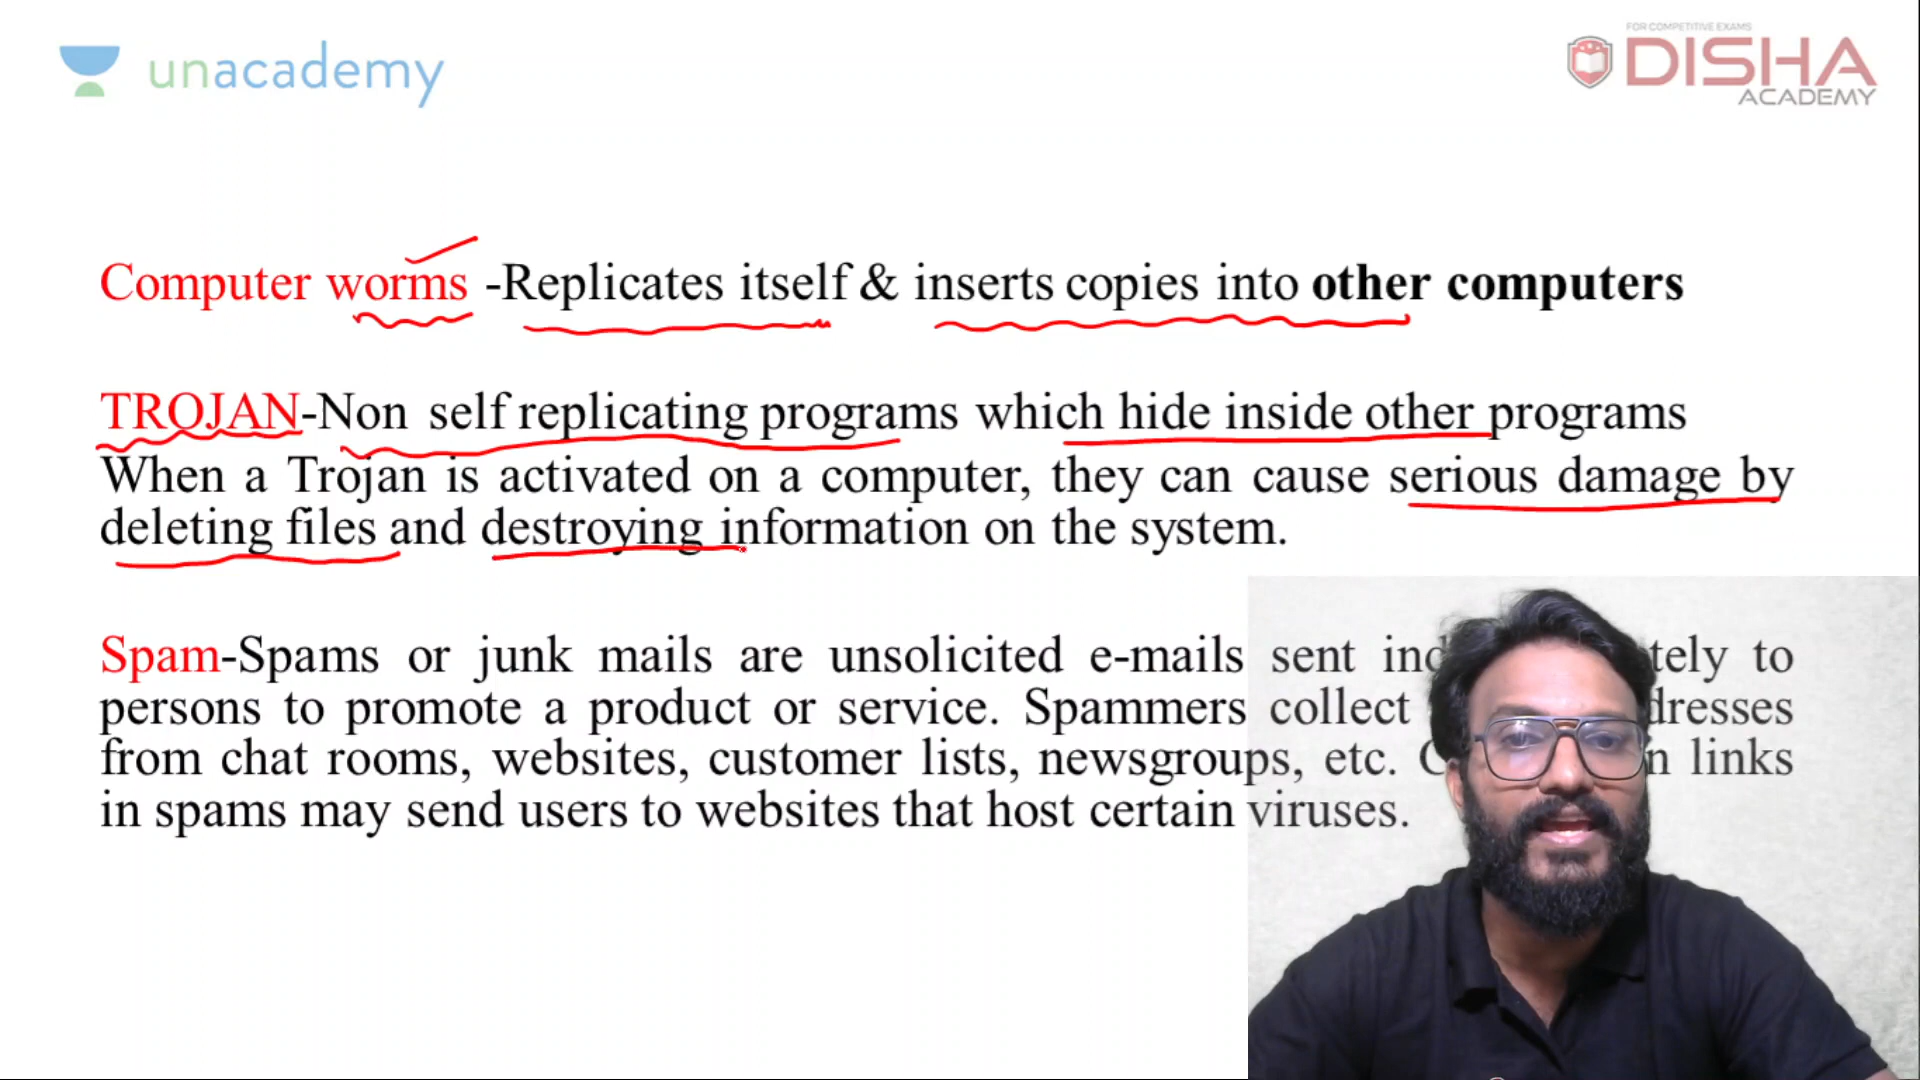 unacademy
FOR COMPETITIVE EXAMS
DISHA
ACADEMY
Computer worms -Replicates itself & inserts copies into other computers
TROJAN-Non self replicating programs which hide inside other programs
When a Trojan is activated on a computer, they can cause serious damage by
deleting files and destroying information on the system.
Spam-Spams or junk mails are unsolicited e-mails sent tely to
persons to promote a product or service. Spammers collect dresses
from chat rooms, websites, customer lists, newsgroups, etc. links
in spams may send users to websites that host certain viruses.